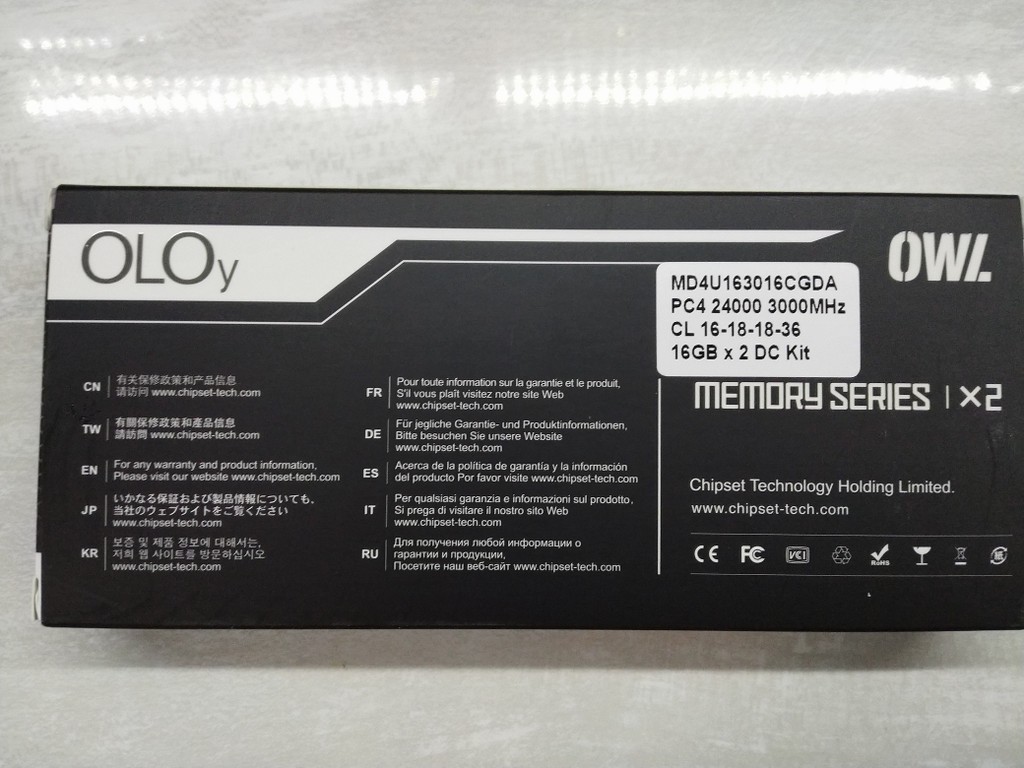 OLOy
OWL
MD4U163016CGDA
PC4 24000 3000MHz
CL 16-18-18-36
16GB x 2 DC Kit
MEMORY SERIES | ×2
CN
有关保修政策和产品信息
请访问 www.chipset-tech.com
TW
有關保修政策和產品信息
請訪問 www.chipset-tech.com
EN
For any warranty and product information,
Please visit our website www.chipset-tech.com
JP
いかなる保証および製品情報についても、
当社のウェブサイトをご覧ください
www.chipset-tech.com
KR
보증 및 제품 정보에 대해서는,
저희 웹 사이트를 방문하십시오
www.chipset-tech.com
FR
Pour toute information sur la garantie et le produit,
S'il vous plaît visitez notre site Web
www.chipset-tech.com
DE
Für jegliche Garantie- und Produktinformationen,
Bitte besuchen Sie unsere Website
www.chipset-tech.com
ES
Acerca de la política de garantía y la información
del producto Por favor visite www.chipset-tech.com
IT
Per qualsiasi garanzia e informazioni sul prodotto,
Si prega di visitare il nostro sito Web
www.chipset-tech.com
RU
Для получения любой информации о
гарантии и продукции,
Посетите наш веб-сайт www.chipset-tech.com
Chipset Technology Holding Limited.
www.chipset-tech.com
CE FC VCI RoHS